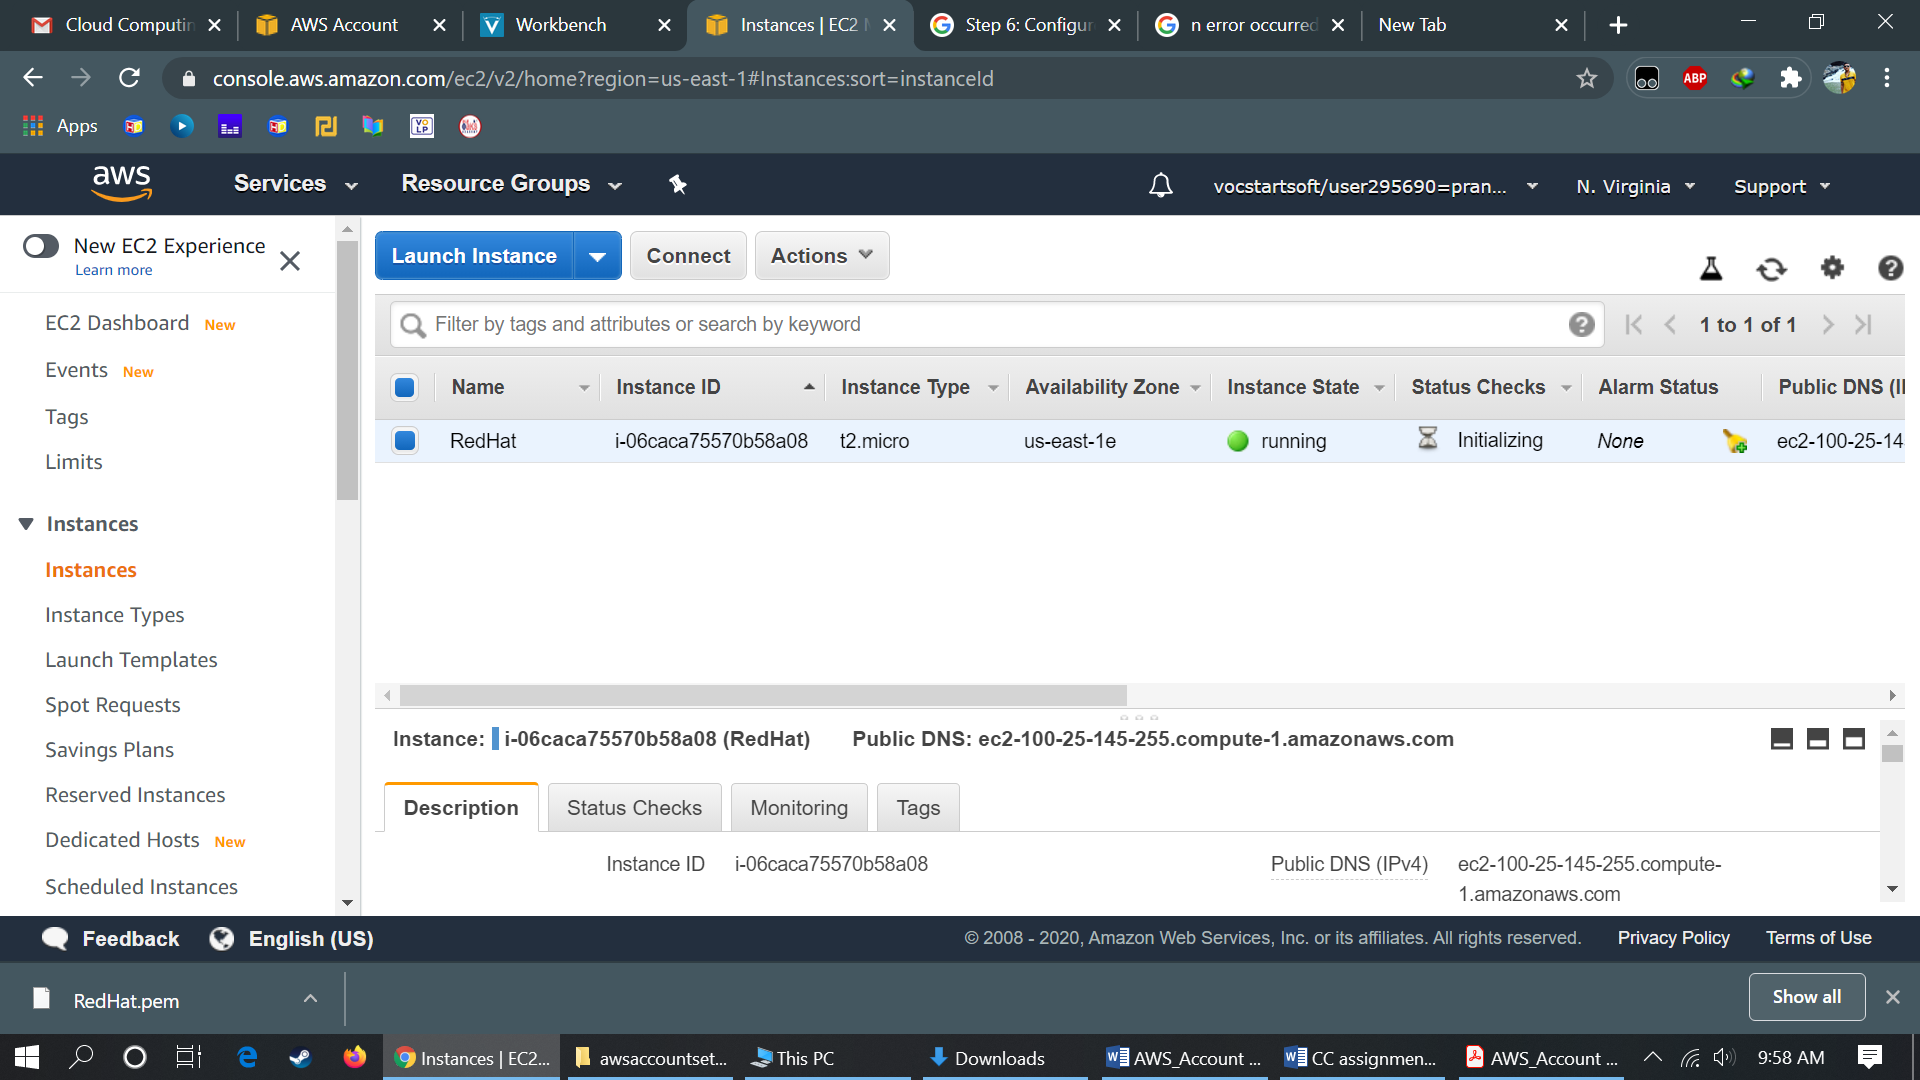 Cloud Computin
AWS Account
Workbench
Instances | EC2 M
Step 6: Configur
n error occurred
New Tab
console.aws.amazon.com/ec2/v2/home?region=us-east-1#Instances:sort=instanceId
ABP
Apps
VOLP
aws
Services
Resource Groups
vocstartsoft/user295690=pran...
N. Virginia
Support
New EC2 Experience
Learn more
Launch Instance
Connect
Actions
EC2 Dashboard New
Events New
Tags
Limits
Instances
Instances
Instance Types
Launch Templates
Spot Requests
Savings Plans
Reserved Instances
Dedicated Hosts New
Scheduled Instances
Filter by tags and attributes or search by keyword
1 to 1 of 1
Name Instance ID Instance Type Availability Zone Instance State Status Checks Alarm Status Public DNS (I
RedHat i-06caca75570b58a08 t2.micro us-east-1e running Initializing None ec2-100-25-14
Instance: i-06caca75570b58a08 (RedHat) Public DNS: ec2-100-25-145-255.compute-1.amazonaws.com
Description Status Checks Monitoring Tags
Instance ID i-06caca75570b58a08 Public DNS (IPv4) ec2-100-25-145-255.compute-
1.amazonaws.com
Feedback English (US) © 2008 - 2020, Amazon Web Services, Inc. or its affiliates. All rights reserved. Privacy Policy Terms of Use
RedHat.pem
Show all
Instances | EC2...
awsaccountset...
This PC
Downloads
AWS_Account ...
CC assignmen...
AWS_Account ...
9:58 AM